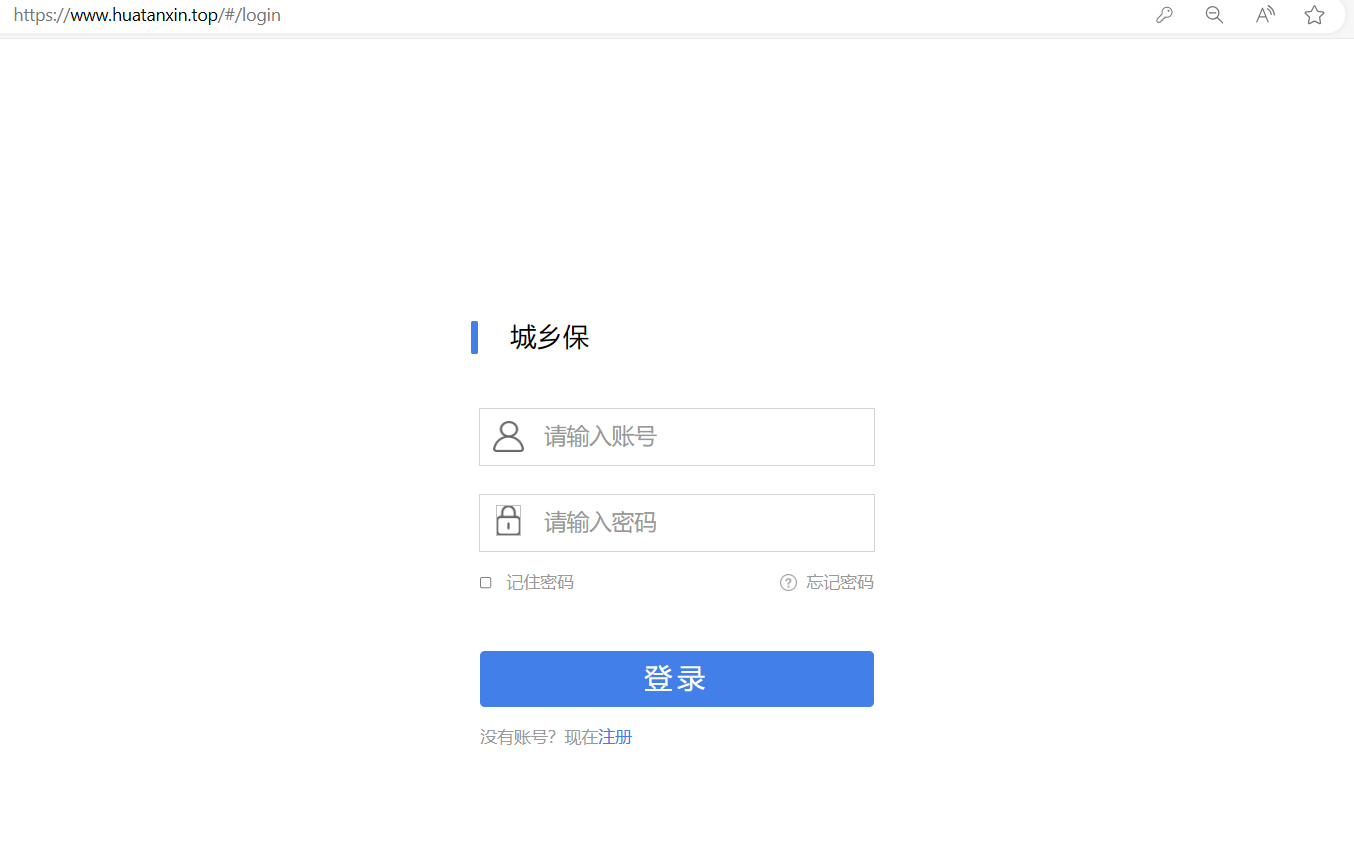 https://www.huatanxin.top/#/login
城乡保
请输入账号
请输入密码
记住密码 忘记密码
登录
没有账号？现在注册